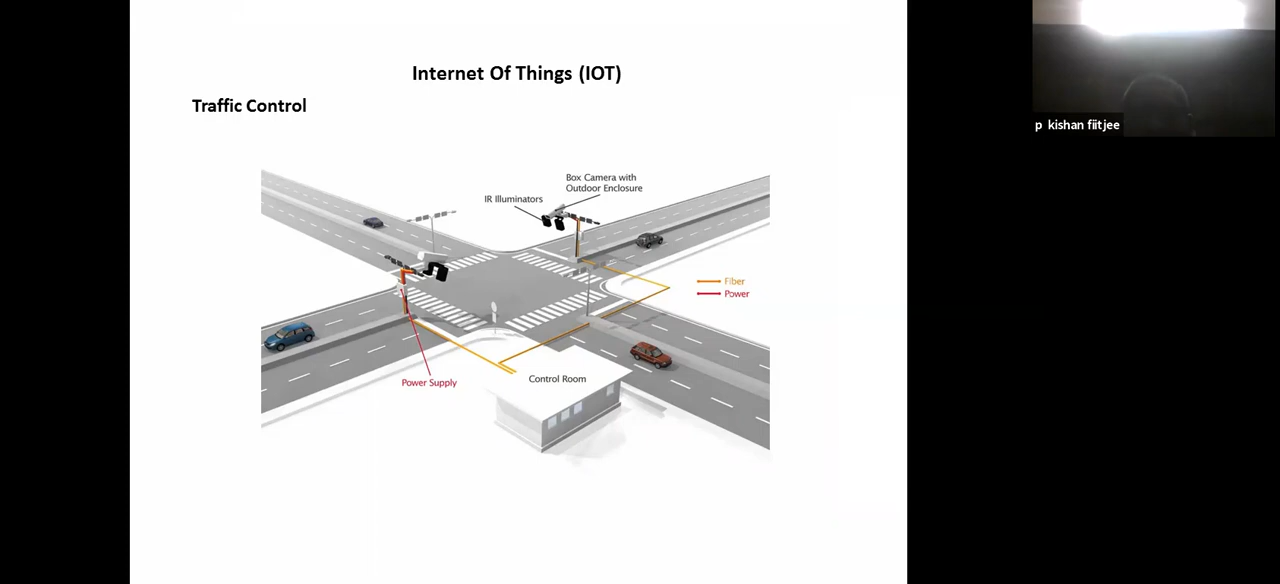 Internet Of Things (IOT)
Traffic Control
p kishan fiitjee
Box Camera with
Outdoor Enclosure
IR Illuminators
Fiber
Power
Power Supply
Control Room